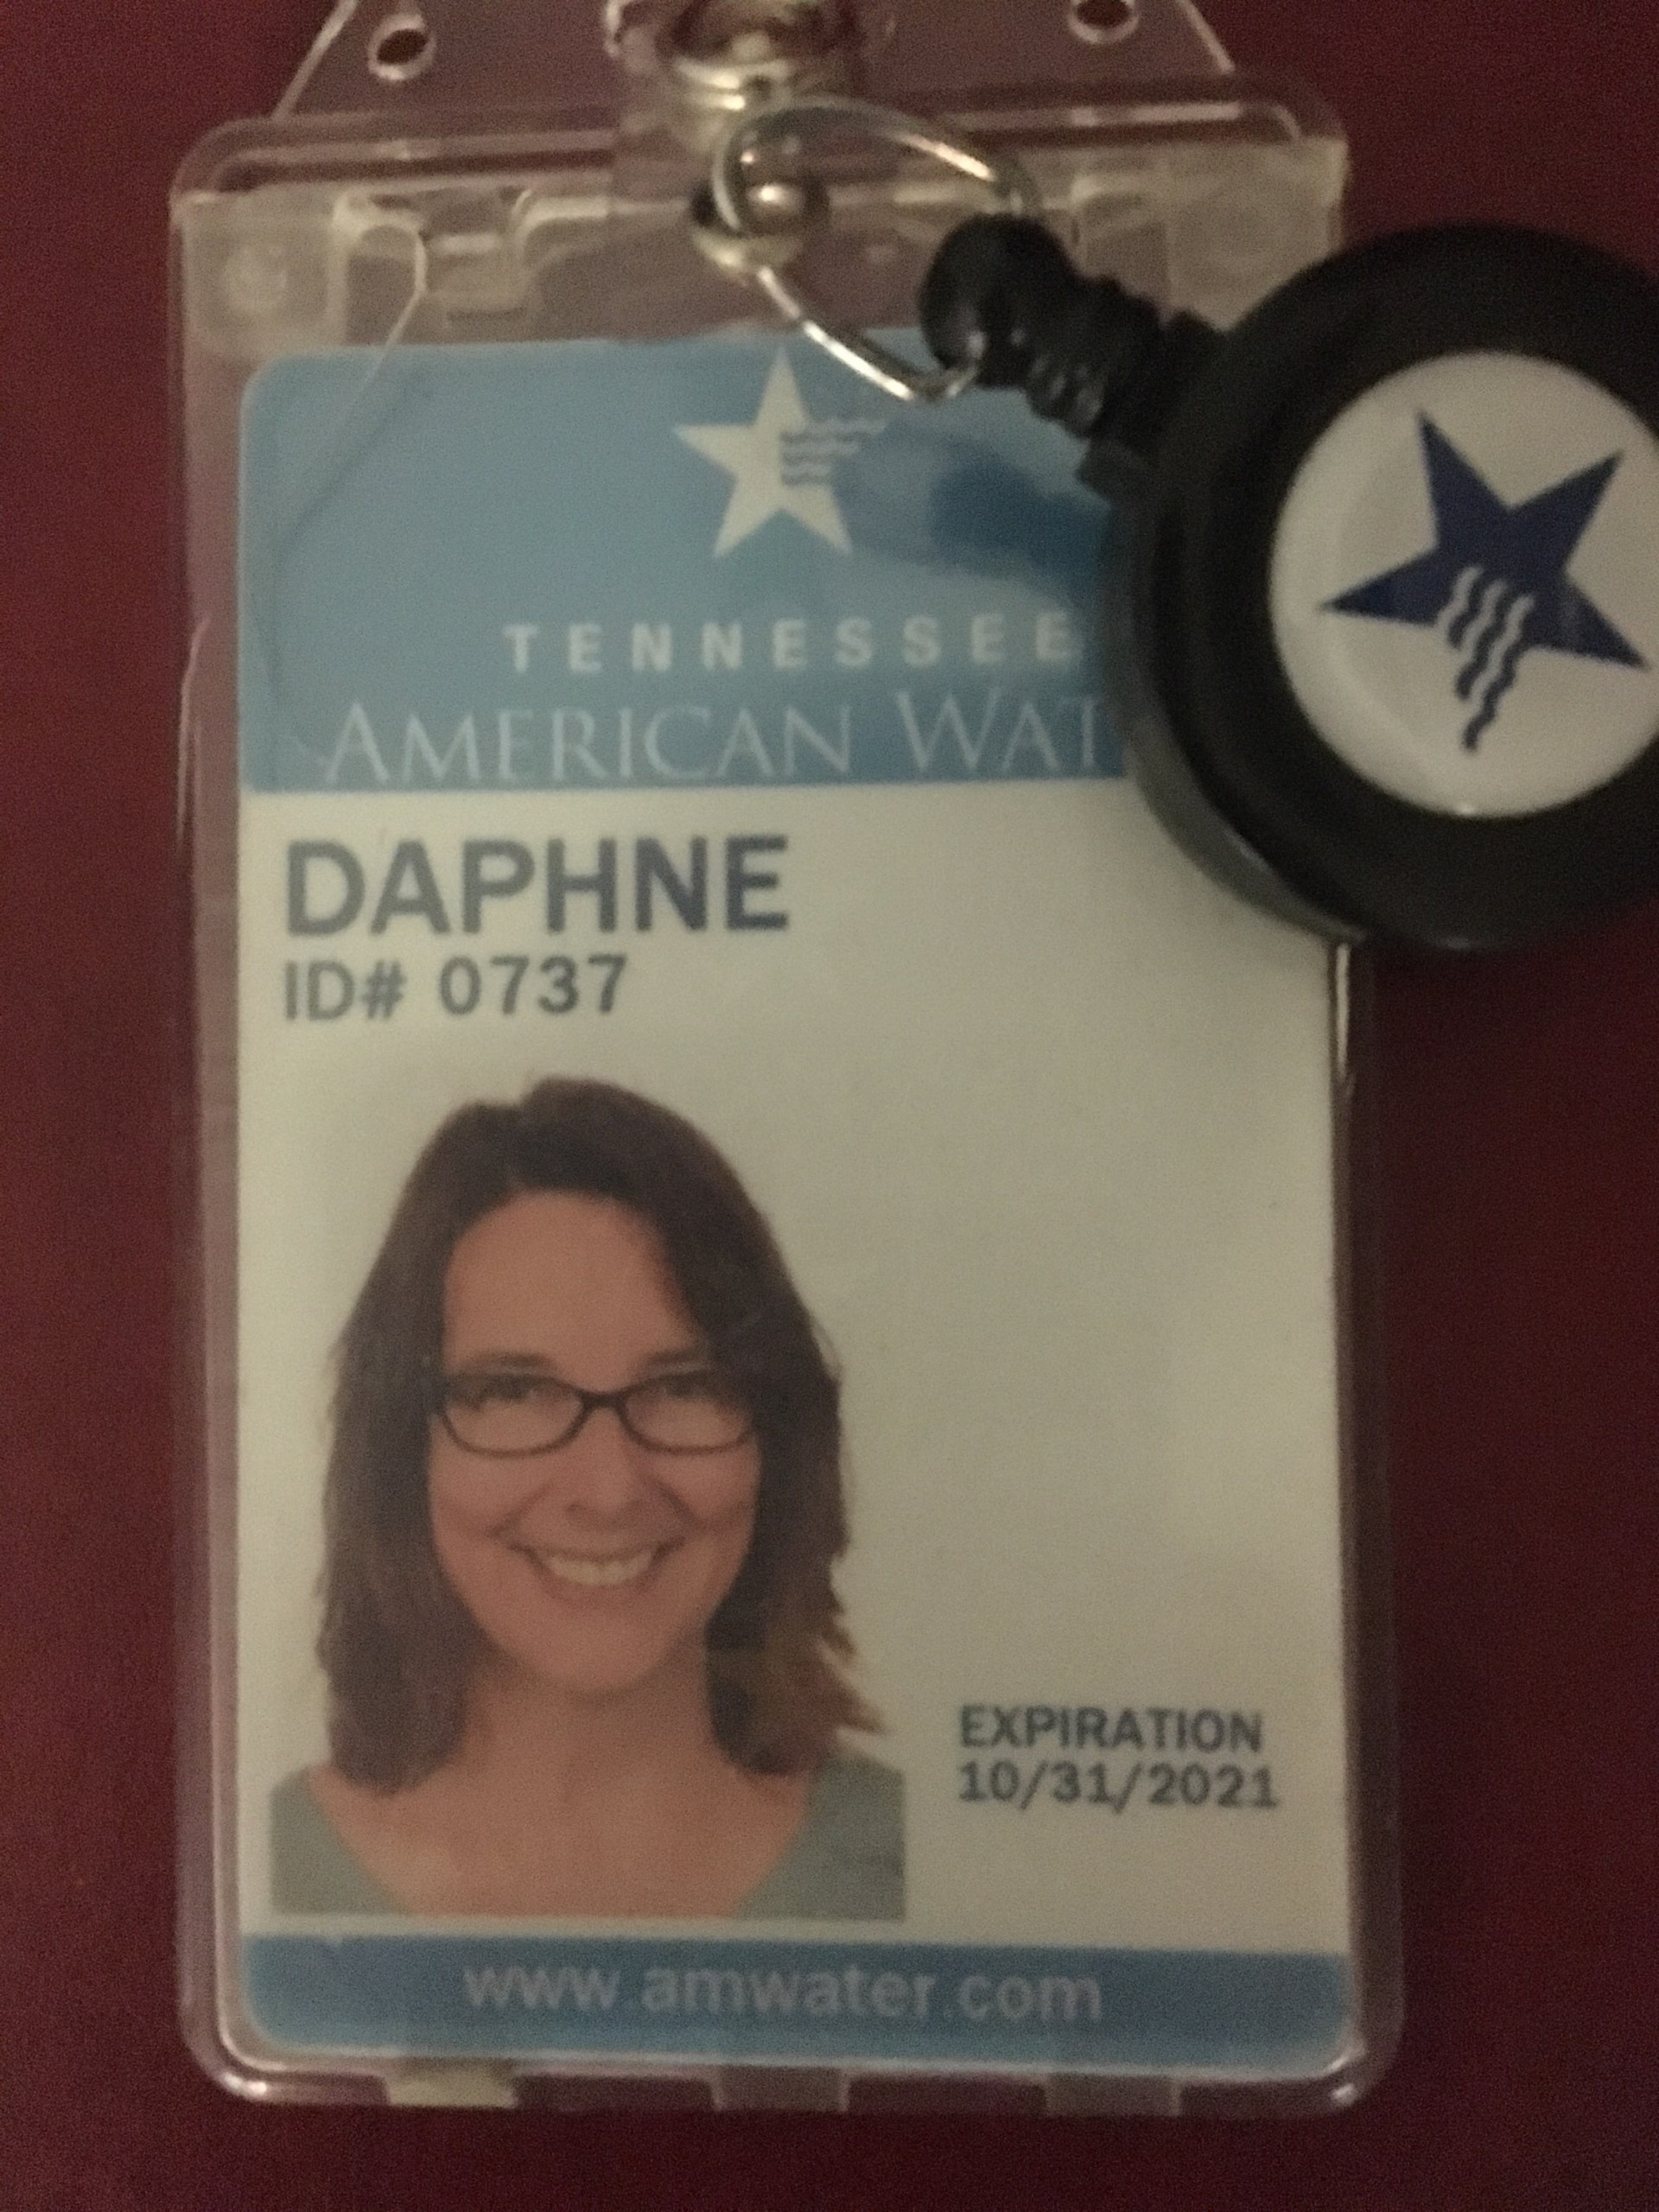 TENNESSEE
AMERICAN WAT
DAPHNE
ID# 0737
EXPIRATION
10/31/2021
www.amwater.com